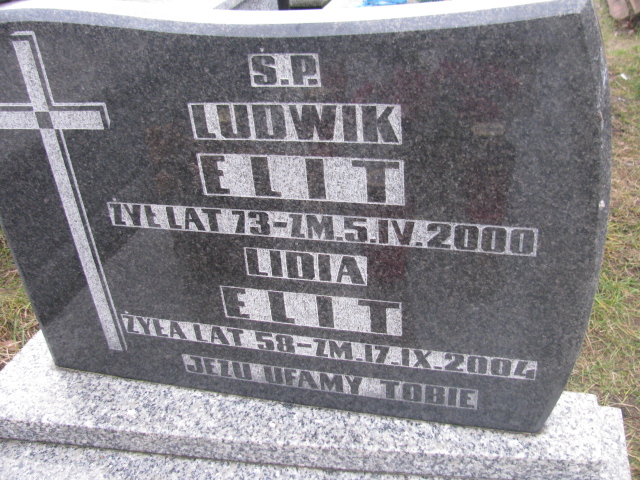 Ś.P.
LUDWIK
ELIT
ŻYŁ LAT 73-ZM.5.IV.2000
LIDIA
ELIT
ŻYŁA LAT 58-ZM.17.IX.2004
JEZU UFAMY TOBIE